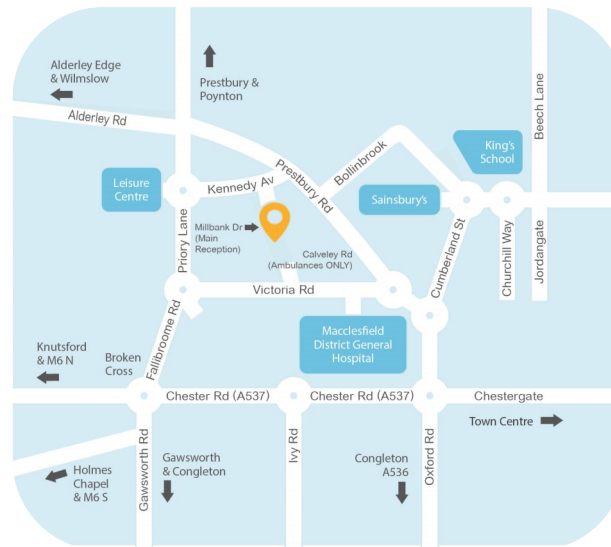 Alderley Edge
& Wilmslow
Prestbury &
Poynton
Beech Lane
Alderley Rd
King's
School
Bollinbrook
Prestbury Rd
Kennedy Av
Leisure
Centre
Sainsbury's
Millbank Dr
(Main
Reception)
Priory Lane
Calveley Rd
(Ambulances ONLY)
Cumberland St
Churchill Way
Jordangate
Victoria Rd
Macclesfield
District General
Hospital
Fallibroome Rd
Knutsford
& M6 N
Broken
Cross
Chester Rd (A537)
Chester Rd (A537)
Chestergate
Town Centre
Gawsworth Rd
Ivy Rd
Oxford Rd
Gawsworth
& Congleton
Congleton
A536
Holmes
Chapel
& M6 S